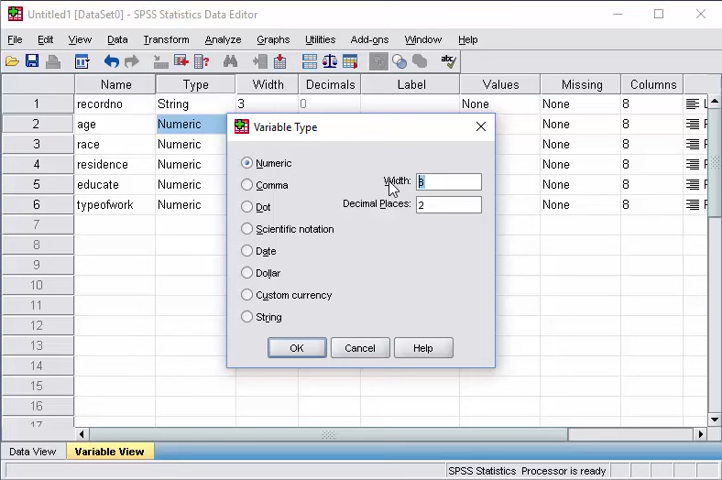 Untitled1 [DataSet0] - SPSS Statistics Data Editor
File Edit View Data Transform Analyze Graphs Utilities Add-ons Window Help
Name Type Width Decimals Label Values Missing Columns
1 recordno String 3 0 None None 8
2 age Numeric None 8
3 race Numeric None 8
4 residence Numeric None 8
5 educate Numeric None 8
6 typeofwork Numeric None 8
7
8
9
10
11
12
13
14
15
16
17
Variable Type
Numeric
Comma
Dot
Scientific notation
Date
Dollar
Custom currency
String
Width: 8
Decimal Places: 2
OK Cancel Help
Data View Variable View
SPSS Statistics Processor is ready